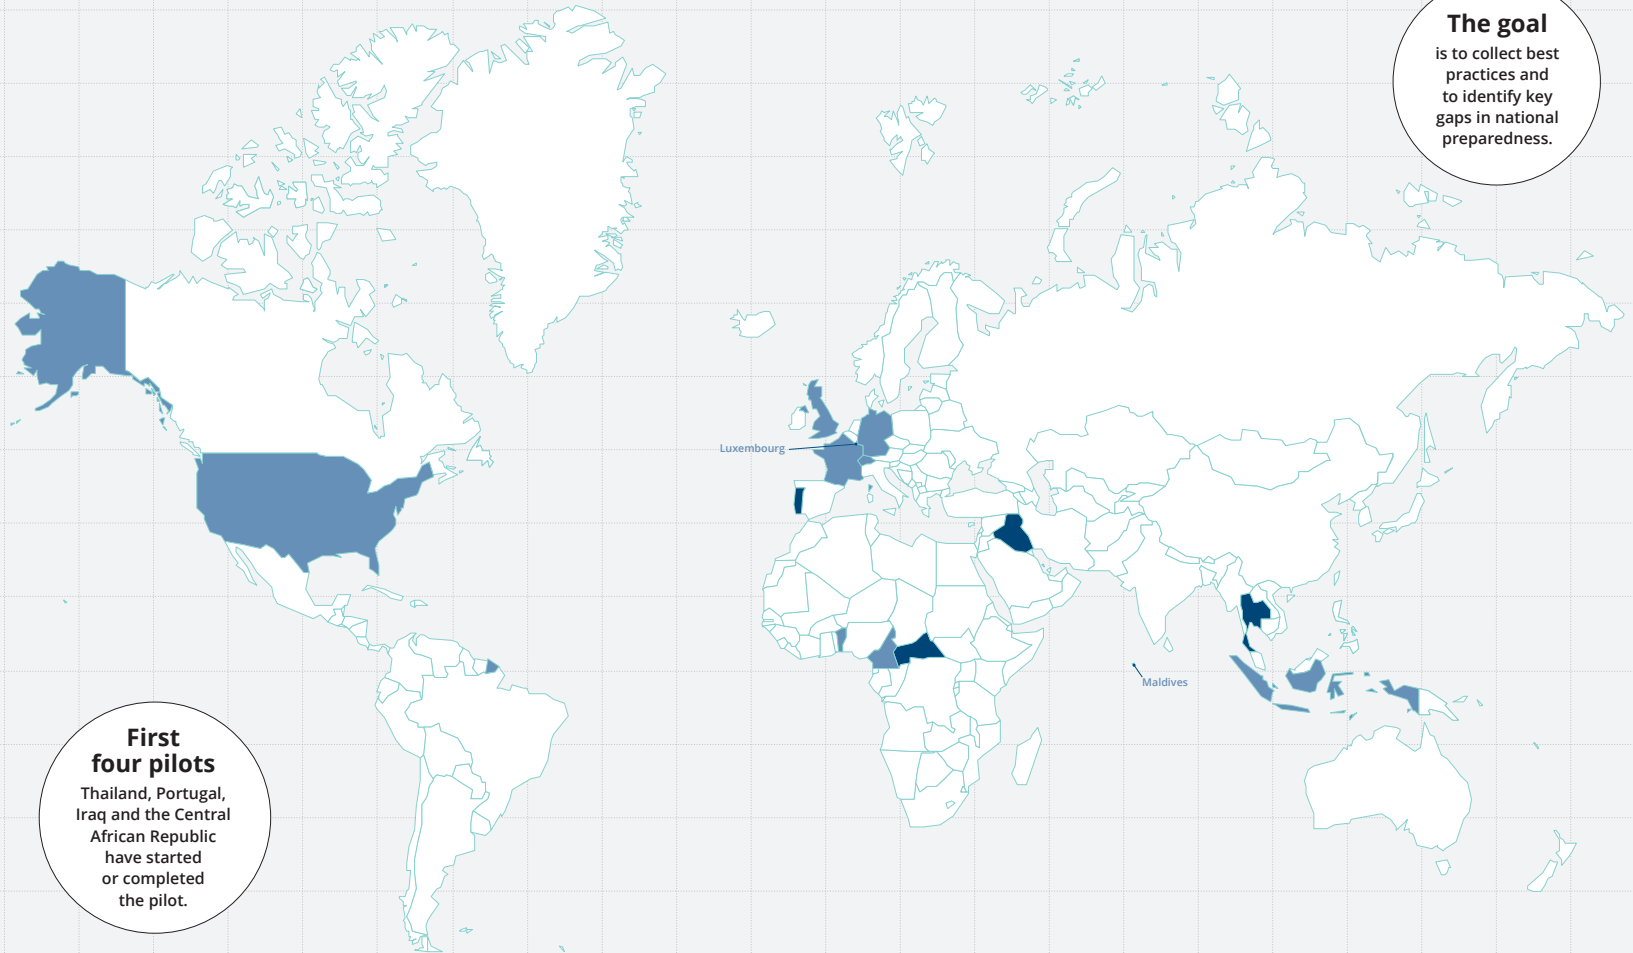 The goal
is to collect best
practices and
to identify key
gaps in national
preparedness.
Luxembourg
Maldives
First
four pilots
Thailand, Portugal,
Iraq and the Central
African Republic
have started
or completed
the pilot.